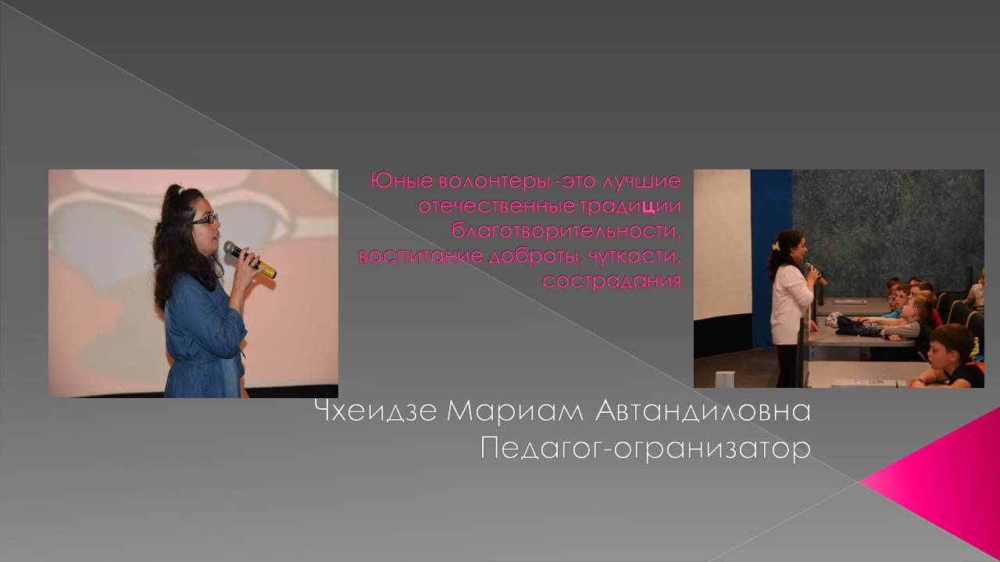 Юные волонтеры -это лучшие
отечественные традиции
благотворительности,
воспитание доброты, чуткости,
сострадания
Чхеидзе Мариам Автандиловна
Педагог-огранизатор